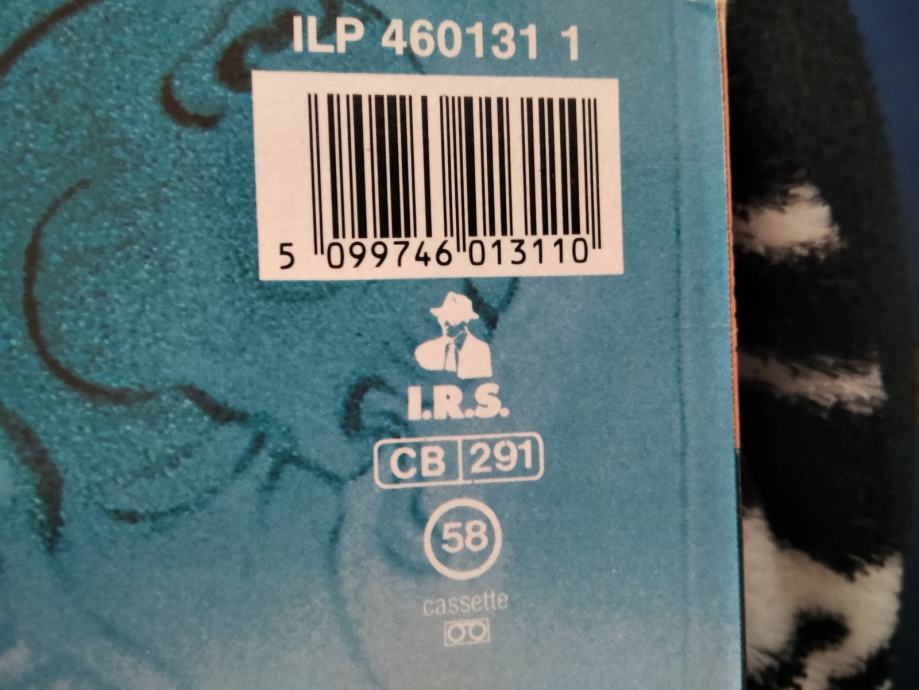 ILP 460131 1
5 099746 013110
I.R.S.
CB 291
58
cassette